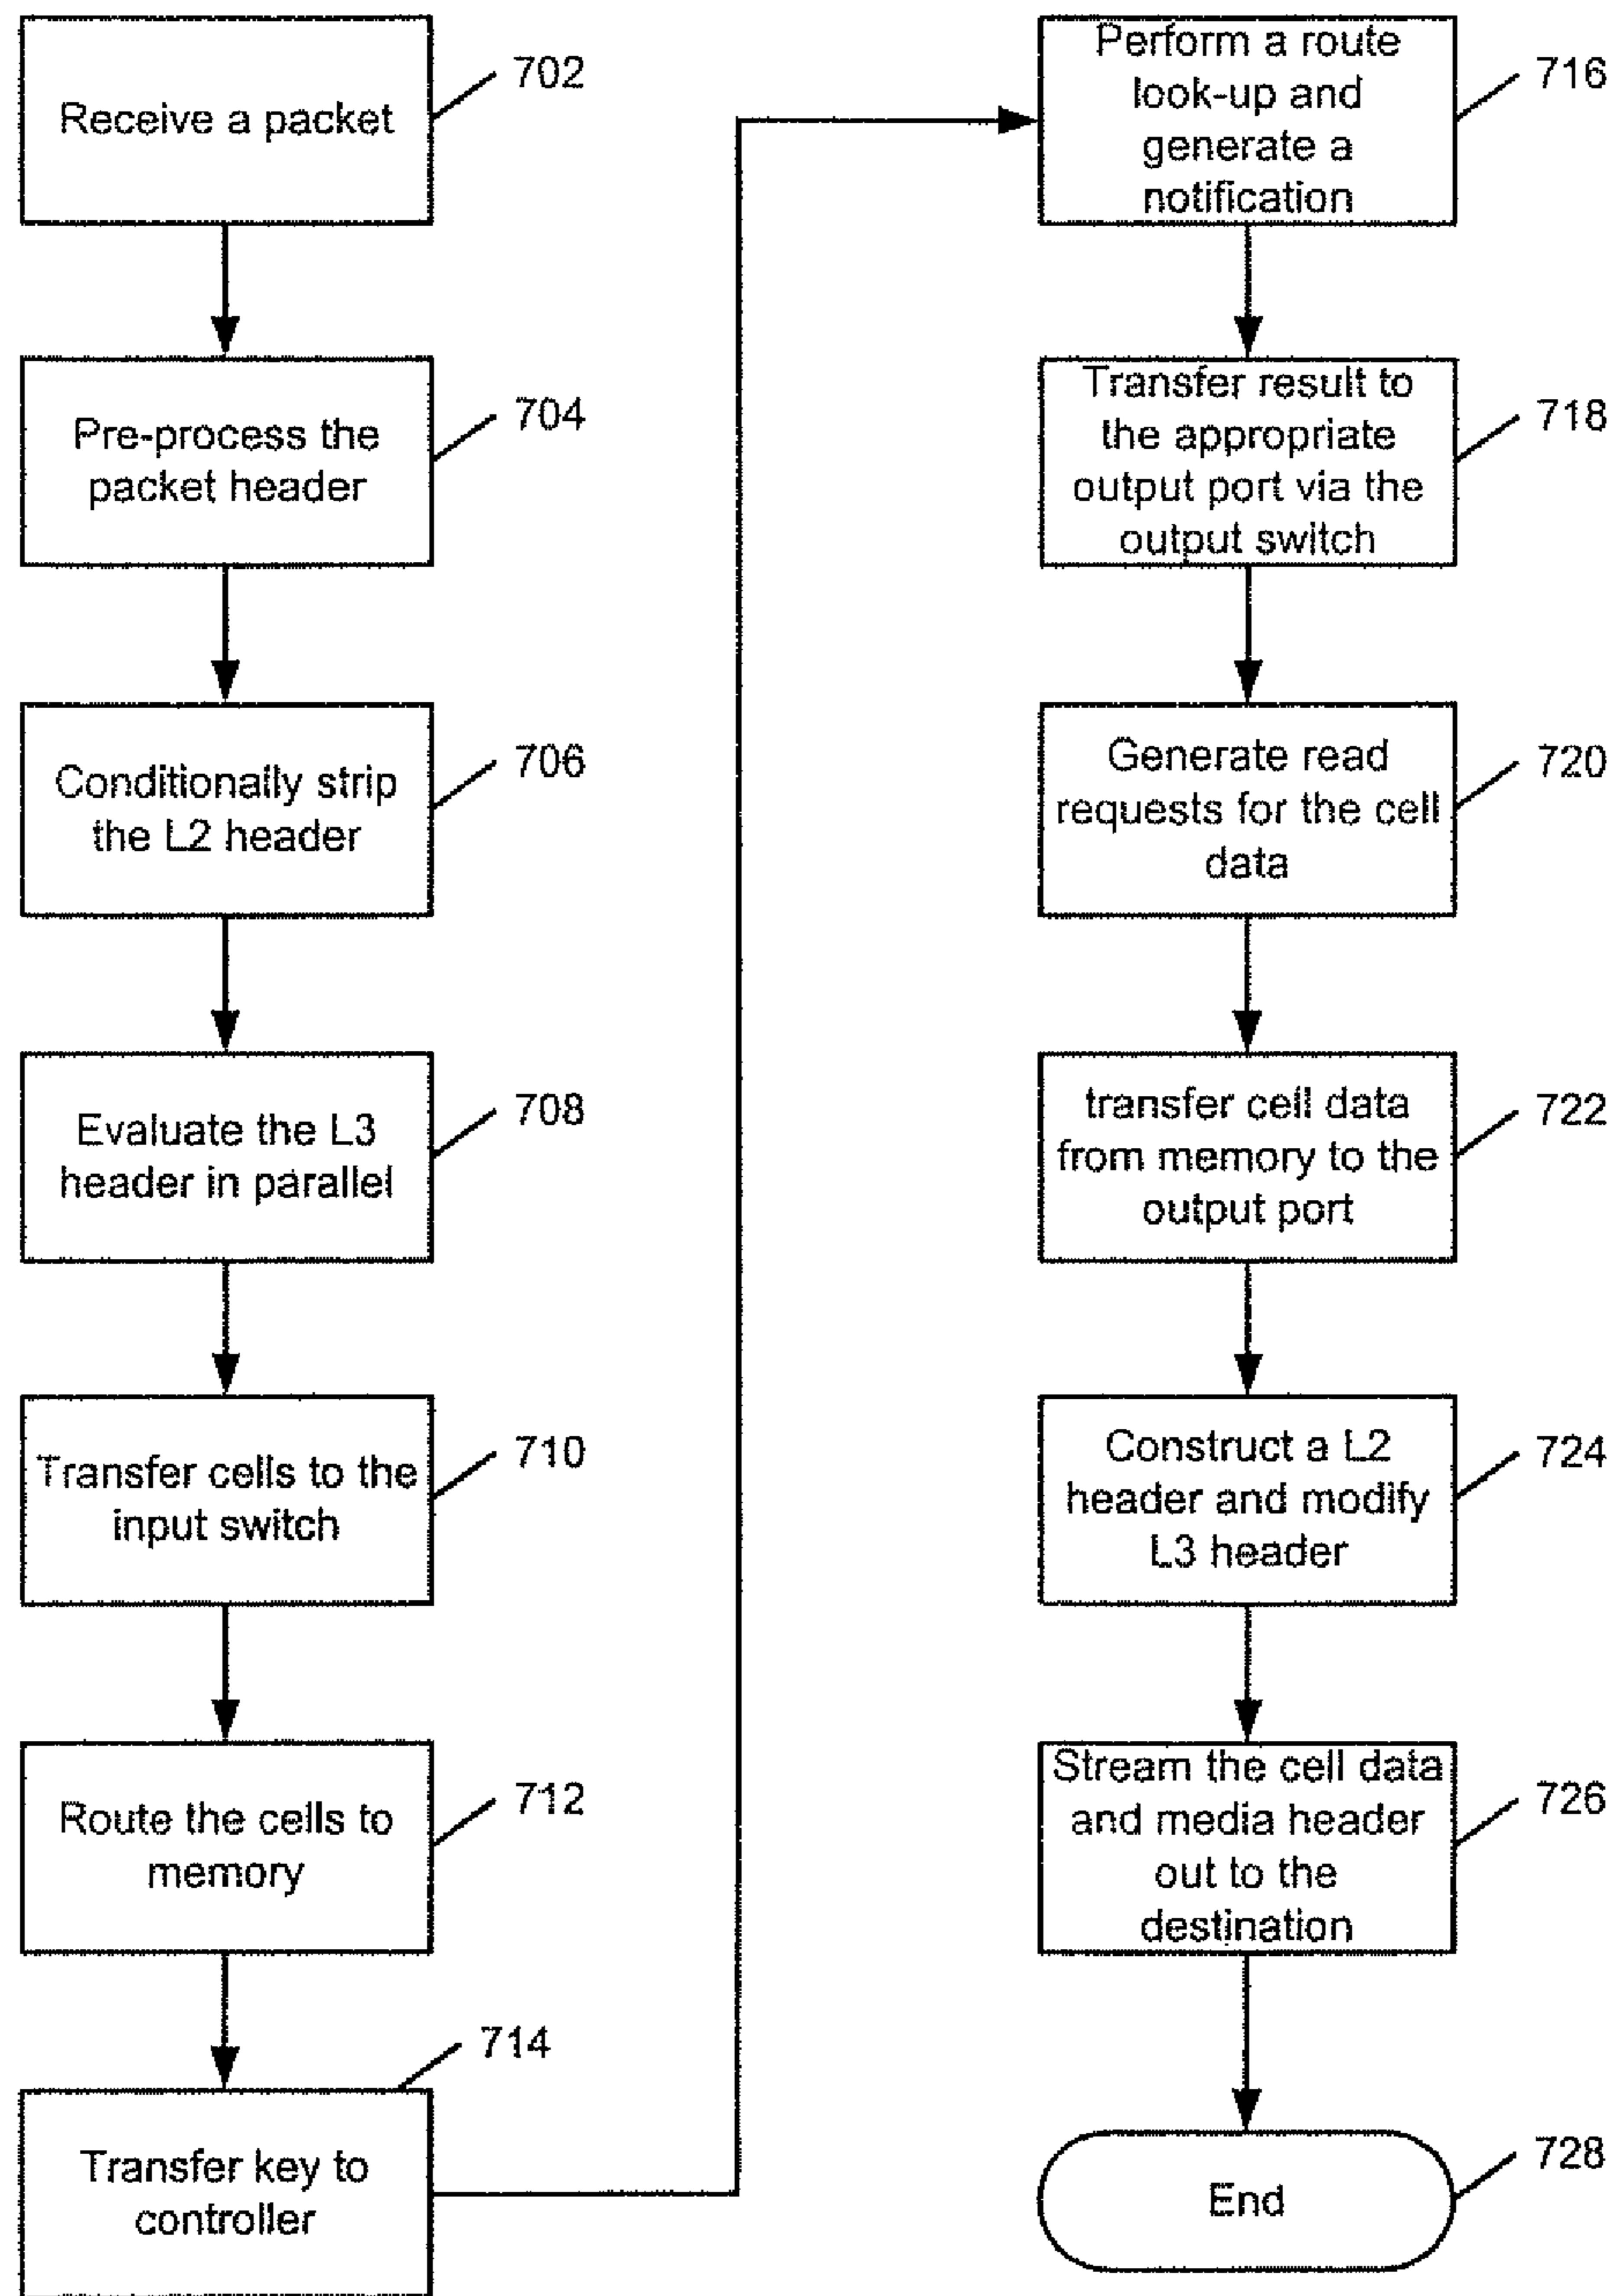 Receive a packet
702
Pre-process the
packet header
704
Conditionally strip
the L2 header
706
Evaluate the L3
header in parallel
708
Transfer cells to the
input switch
710
Route the cells to
memory
712
714
Transfer key to
controller
Perform a route
look-up and
generate a
notification
716
Transfer result to
the appropriate
output port via the
output switch
718
Generate read
requests for the cell
data
720
transfer cell data
from memory to the
output port
722
Construct a L2
header and modify
L3 header
724
Stream the cell data
and media header
out to the
destination
726
End
728